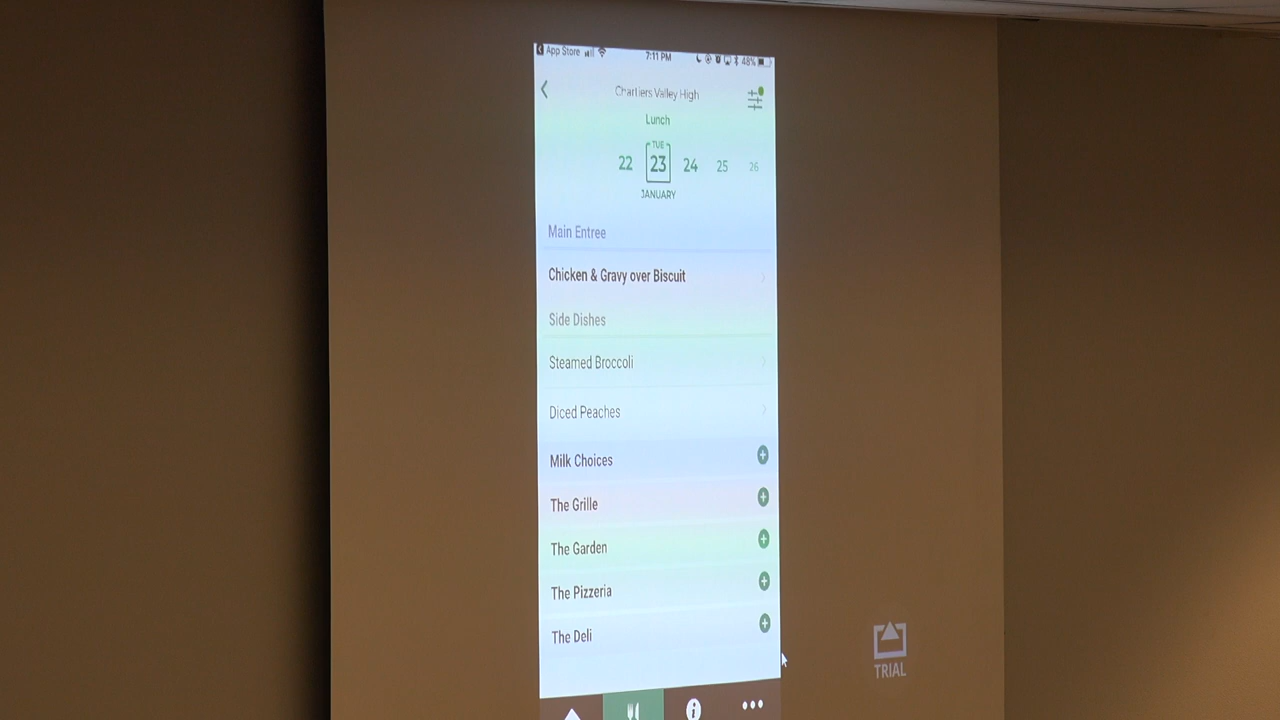 App Store 7:11 PM 48%
Chartiers Valley High
Lunch
TUE
22 23 24 25 26
JANUARY
Main Entree
Chicken & Gravy over Biscuit
Side Dishes
Steamed Broccoli
Diced Peaches
Milk Choices
The Grille
The Garden
The Pizzeria
The Deli
TRIAL